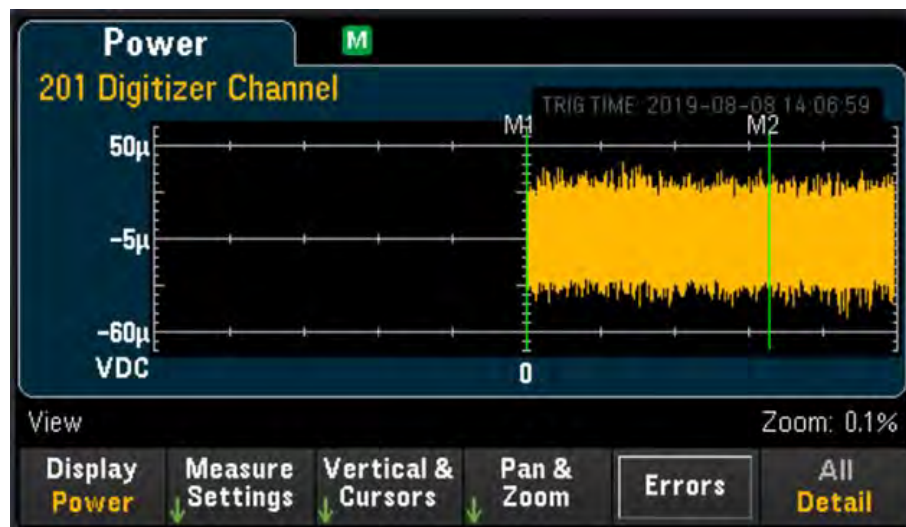 Power
M
201 Digitizer Channel
TRIG TIME: 2019-08-08 14:06:59
M1
M2
50μ
-5μ
-60μ
VDC
0
View
Zoom: 0.1%
Display
Power
Measure
Settings
Vertical &
Cursors
Pan &
Zoom
Errors
All
Detail